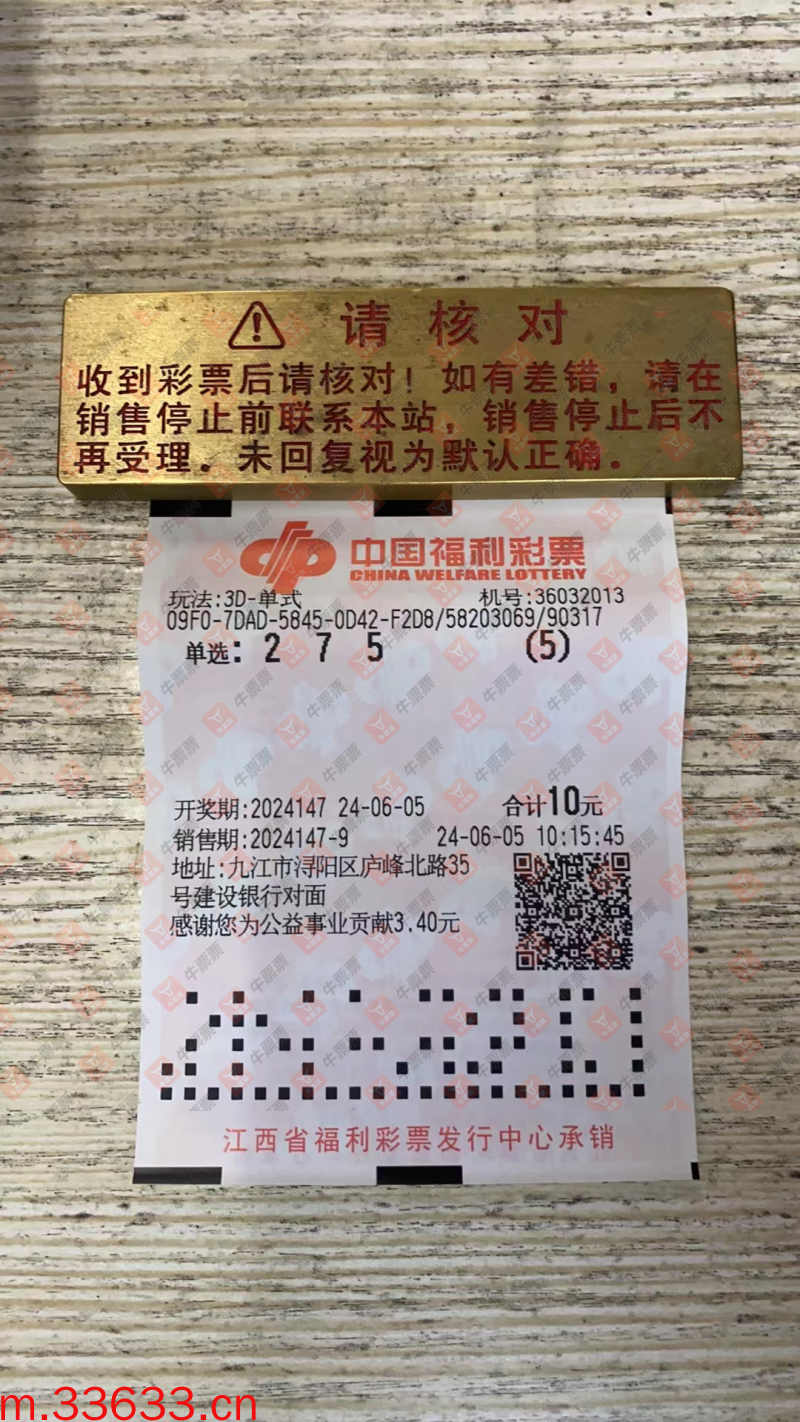 请核对
收到彩票后请核对！如有差错，请在
销售停止前联系本站，销售停止后不
再受理。未回复视为默认正确.
中国福利彩票
CHINA WELFARE LOTTERY
玩法:3D-单式 机号:36032013
09F0-7DAD-5845-0D42-F2D8/58203069/90317
单选: 2 7 5 (5)
开奖期:2024147 24-06-05 合计10元
销售期:2024147-9 24-06-05 10:15:45
地址:九江市浔阳区庐峰北路35
号建设银行对面
感谢您为公益事业贡献3.40元
江西省福利彩票发行中心承销
牛票票
m.33633.cn